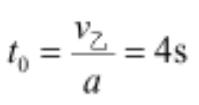 t₀ = v乙/a = 4s